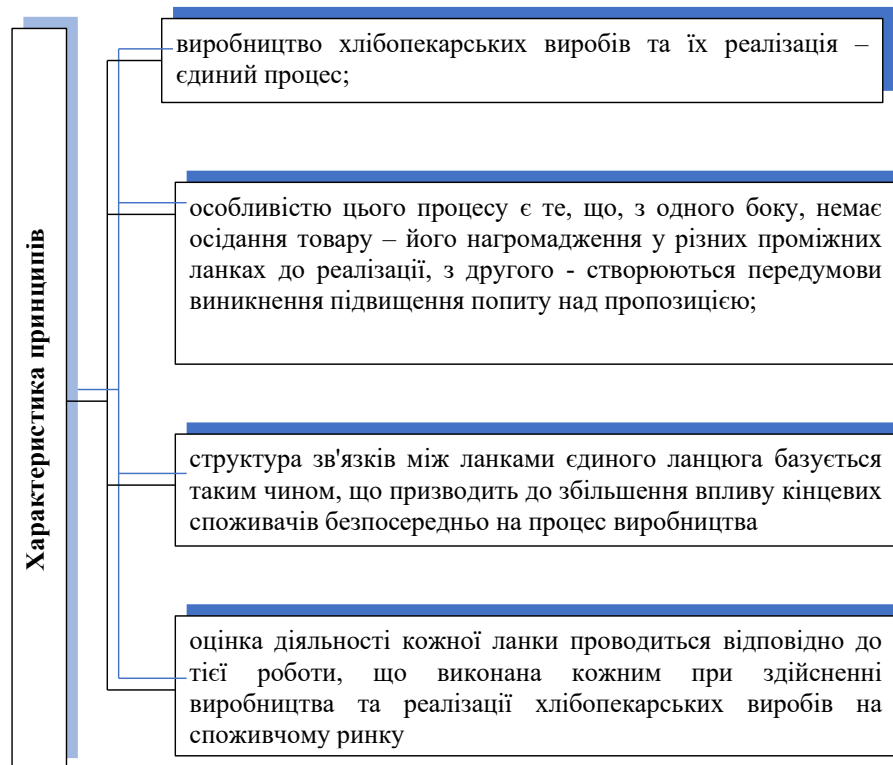 Характеристика принципів
виробництво хлібопекарських виробів та їх реалізація –
єдиний процес;
особливістю цього процесу є те, що, з одного боку, немає
осідання товару – його нагромадження у різних проміжних
ланках до реалізації, з другого - створюються передумови
виникнення підвищення попиту над пропозицією;
структура зв'язків між ланками єдиного ланцюга базується
таким чином, що призводить до збільшення впливу кінцевих
споживачів безпосередньо на процес виробництва
оцінка діяльності кожної ланки проводиться відповідно до
тієї роботи, що виконана кожним при здійсненні
виробництва та реалізації хлібопекарських виробів на
споживчому ринку